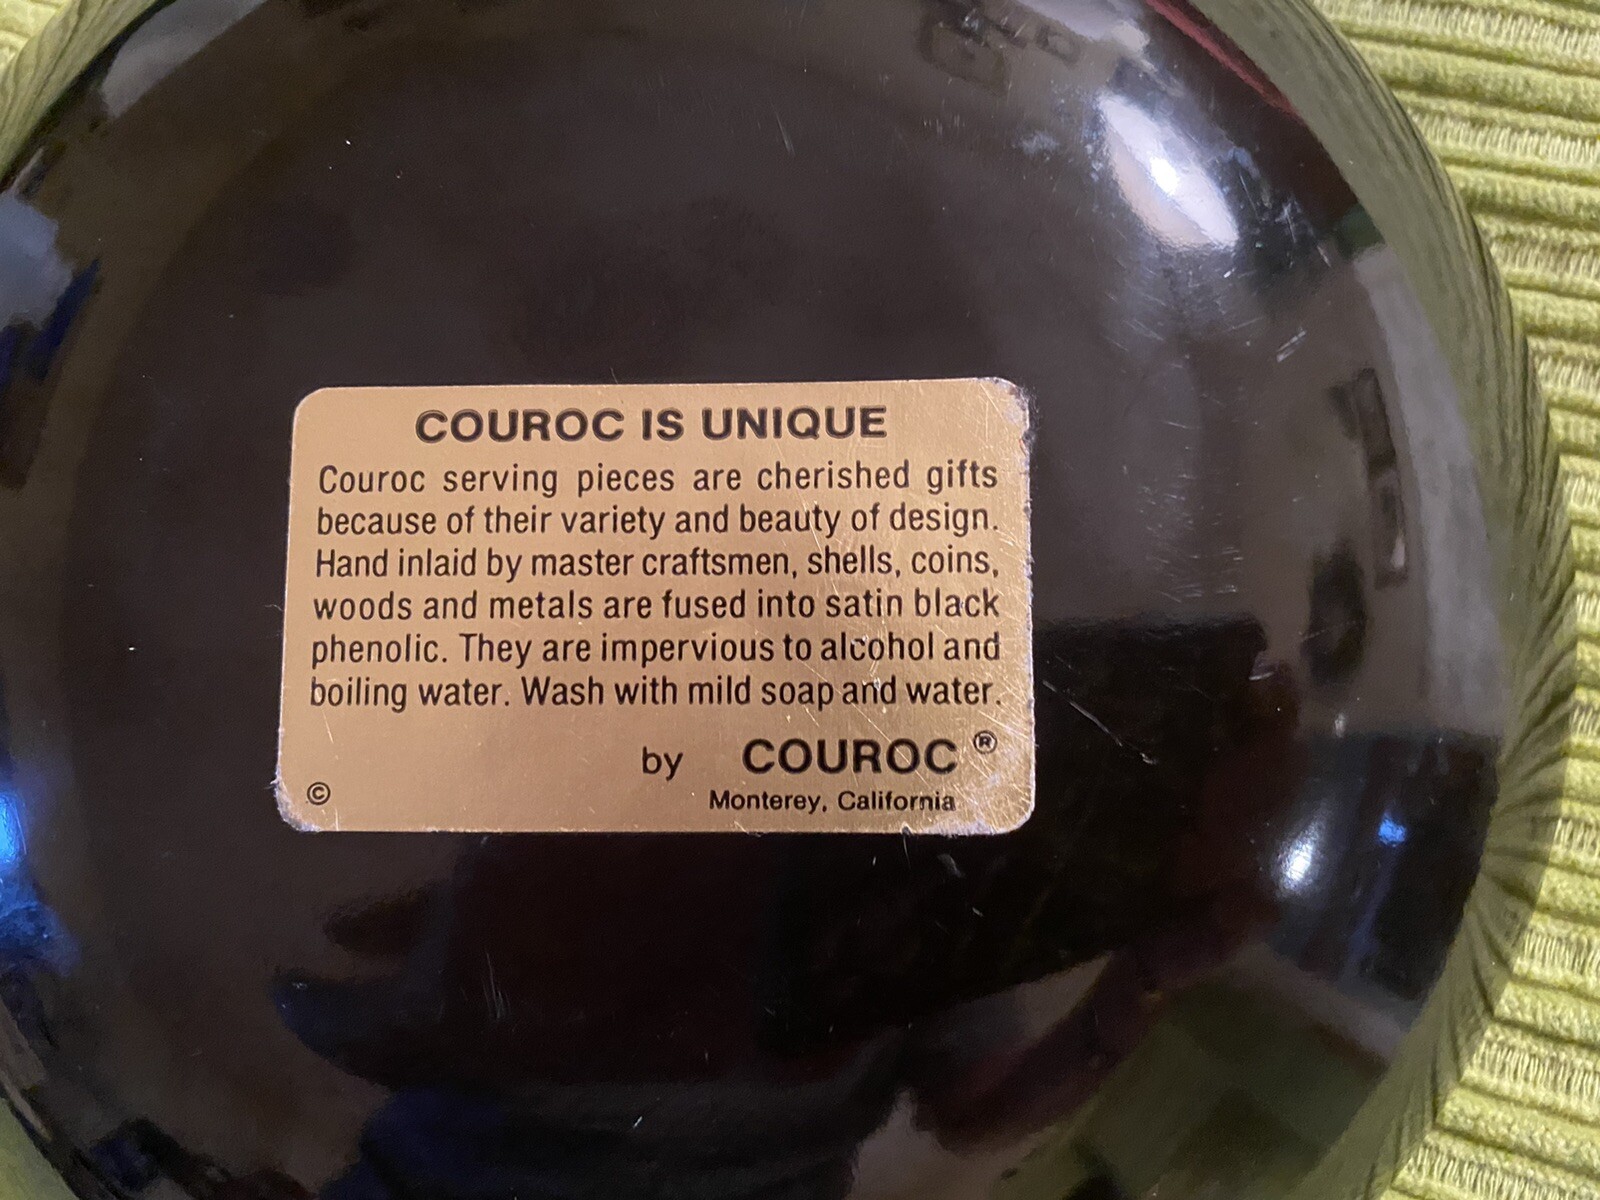 COUROC IS UNIQUE
Couroc serving pieces are cherished gifts
because of their variety and beauty of design.
Hand inlaid by master craftsmen, shells, coins,
woods and metals are fused into satin black
phenolic. They are impervious to alcohol and
boiling water. Wash with mild soap and water.
by COUROC ®
© Monterey, California